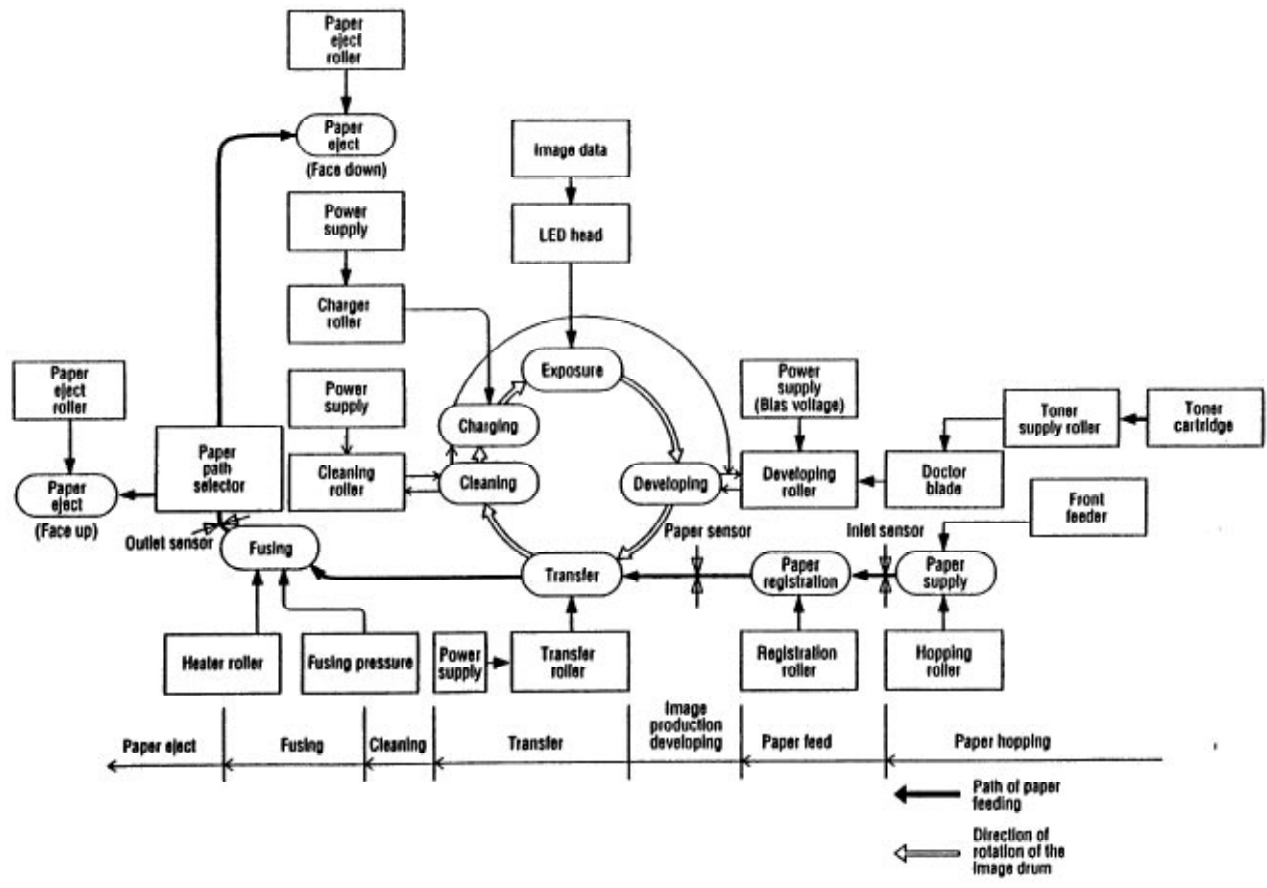 Paper
eject
roller
Paper
eject
(Face down)
Image data
Power
supply
LED head
Charger
roller
Exposure
Paper
eject
roller
Power
supply
Power
supply
(Bias voltage)
Toner
supply roller
Toner
cartridge
Charging
Paper
path
selector
Cleaning
roller
Cleaning
Developing
Developing
roller
Doctor
blade
Paper
eject
(Face up)
Front
feeder
Outlet sensor
Fusing
Paper sensor
Inlet sensor
Transfer
Paper
registration
Paper
supply
Heater roller
Fusing pressure
Power
supply
Transfer
roller
Registration
roller
Hopping
roller
Paper eject
Fusing
Cleaning
Transfer
Image
production
developing
Paper feed
Paper hopping
Path of paper
feeding
Direction of
rotation of the
image drum